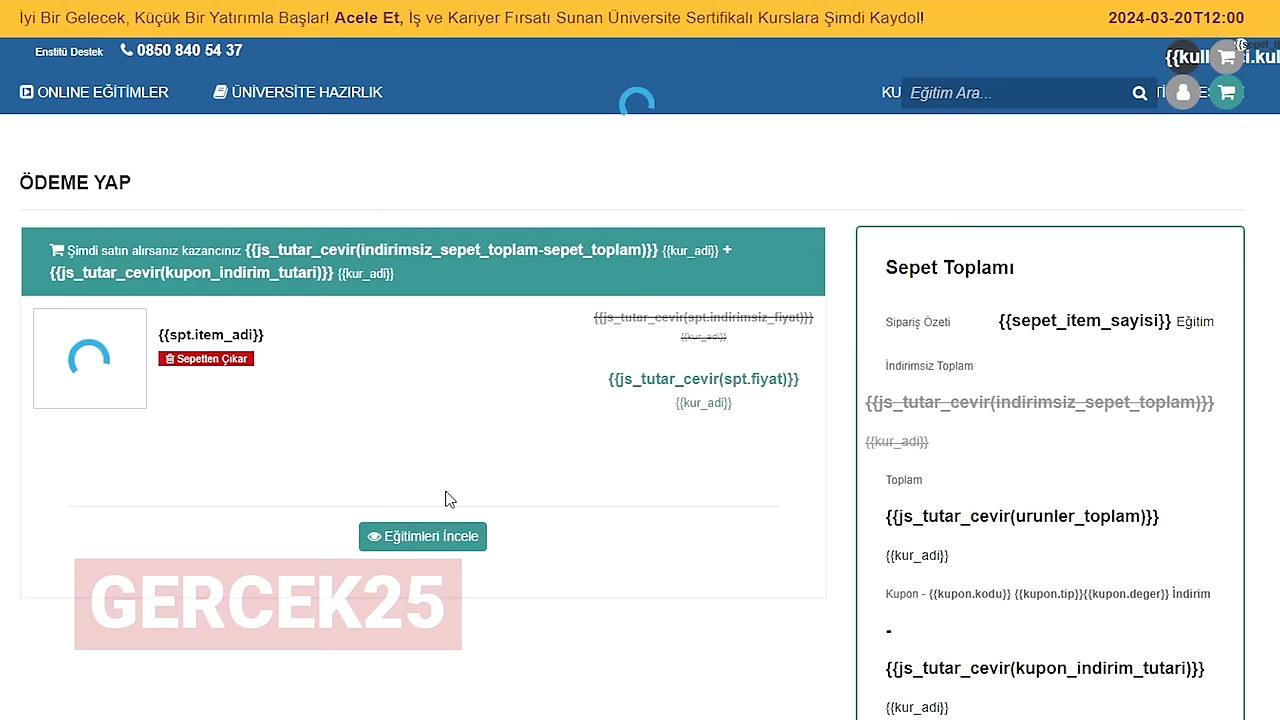 İyi Bir Gelecek, Küçük Bir Yatırımla Başlar! Acele Et, İş ve Kariyer Fırsatı Sunan Üniversite Sertifikalı Kurslara Şimdi Kaydol!
2024-03-20T12:00
Enstitü Destek
0850 840 54 37
ONLINE EĞİTİMLER
ÜNİVERSİTE HAZIRLIK
KU
Eğitim Ara...
ÖDEME YAP
Şimdi satın alırsanız kazancınız {{js_tutar_cevir(indirimsiz_sepet_toplam-sepet_toplam)}} {{kur_adi}} +
{{js_tutar_cevir(kupon_indirim_tutari)}} {{kur_adi}}
{{spt.item_adi}}
Sepetten Çıkar
{{js_tutar_cevir(spt.indirimsiz_fiyat)}}
{{kur_adi}}
{{js_tutar_cevir(spt.fiyat)}}
{{kur_adi}}
Eğitimleri İncele
GERCEK25
Sepet Toplamı
Sipariş Özeti
{{sepet_item_sayisi}} Eğitim
İndirimsiz Toplam
{{js_tutar_cevir(indirimsiz_sepet_toplam)}}
{{kur_adi}}
Toplam
{{js_tutar_cevir(urunler_toplam)}}
{{kur_adi}}
Kupon - {{kupon.kodu}} {{kupon.tip}}{{kupon.deger}} İndirim
-
{{js_tutar_cevir(kupon_indirim_tutari)}}
{{kur_adi}}